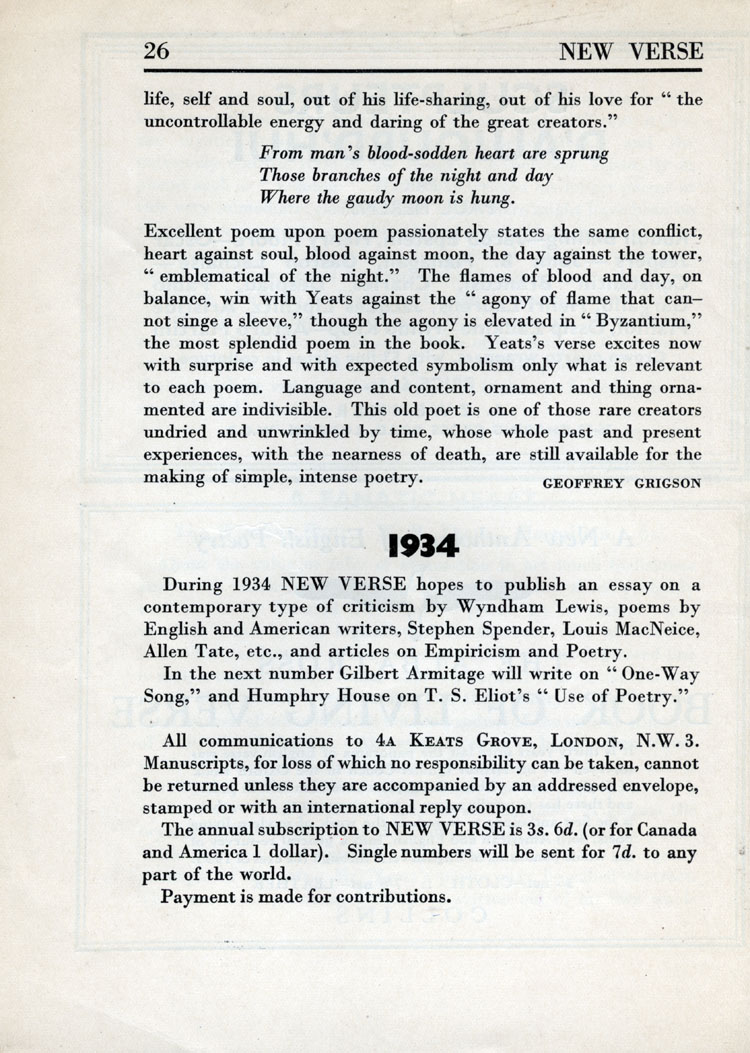 26 NEW VERSE
life, self and soul, out of his life-sharing, out of his love for “ the
uncontrollable energy and daring of the great creators.”
From man’s blood-sodden heart are sprung
Those branches of the night and day
Where the gaudy moon is hung.
Excellent poem upon poem passionately states the same conflict,
heart against soul, blood against moon, the day against the tower,
“ emblematical of the night.” The flames of blood and day, on
balance, win with Yeats against the “ agony of flame that can–
not singe a sleeve,” though the agony is elevated in “ Byzantium,”
the most splendid poem in the book. Yeats’s verse excites now
with surprise and with expected symbolism only what is relevant
to each poem. Language and content, ornament and thing orna-
mented are indivisible. This old poet is one of those rare creators
undried and unwrinkled by time, whose whole past and present
experiences, with the nearness of death, are still available for the
making of simple, intense poetry. GEOFFREY GRIGSON
1934
During 1934 NEW VERSE hopes to publish an essay on a
contemporary type of criticism by Wyndham Lewis, poems by
English and American writers, Stephen Spender, Louis MacNeice,
Allen Tate, etc., and articles on Empiricism and Poetry.
In the next number Gilbert Armitage will write on “ One-Way
Song,” and Humphry House on T. S. Eliot’s “ Use of Poetry.”
All communications to 4A KEATS GROVE, LONDON, N.W. 3.
Manuscripts, for loss of which no responsibility can be taken, cannot
be returned unless they are accompanied by an addressed envelope,
stamped or with an international reply coupon.
The annual subscription to NEW VERSE is 3s. 6d. (or for Canada
and America 1 dollar). Single numbers will be sent for 7d. to any
part of the world.
Payment is made for contributions.